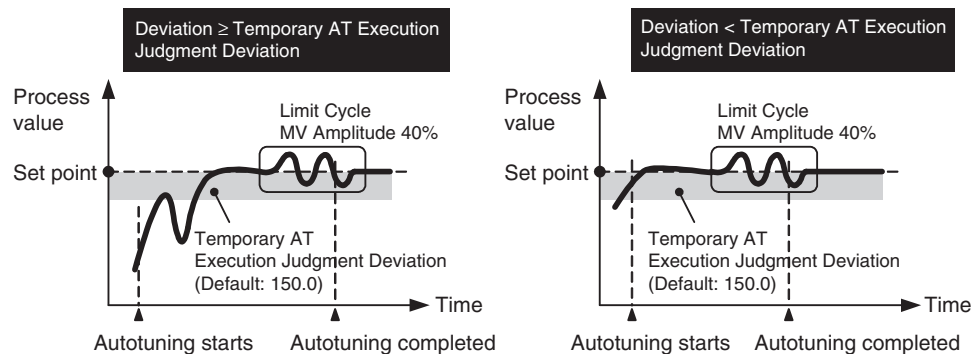 Deviation ≥ Temporary AT Execution
Judgment Deviation
Process
value
Limit Cycle
MV Amplitude 40%
Set point
Temporary AT
Execution Judgment Deviation
(Default: 150.0)
Time
Autotuning starts
Autotuning completed
Deviation < Temporary AT Execution
Judgment Deviation
Process
value
Limit Cycle
MV Amplitude 40%
Set point
Temporary AT
Execution Judgment Deviation
(Default: 150.0)
Time
Autotuning starts
Autotuning completed